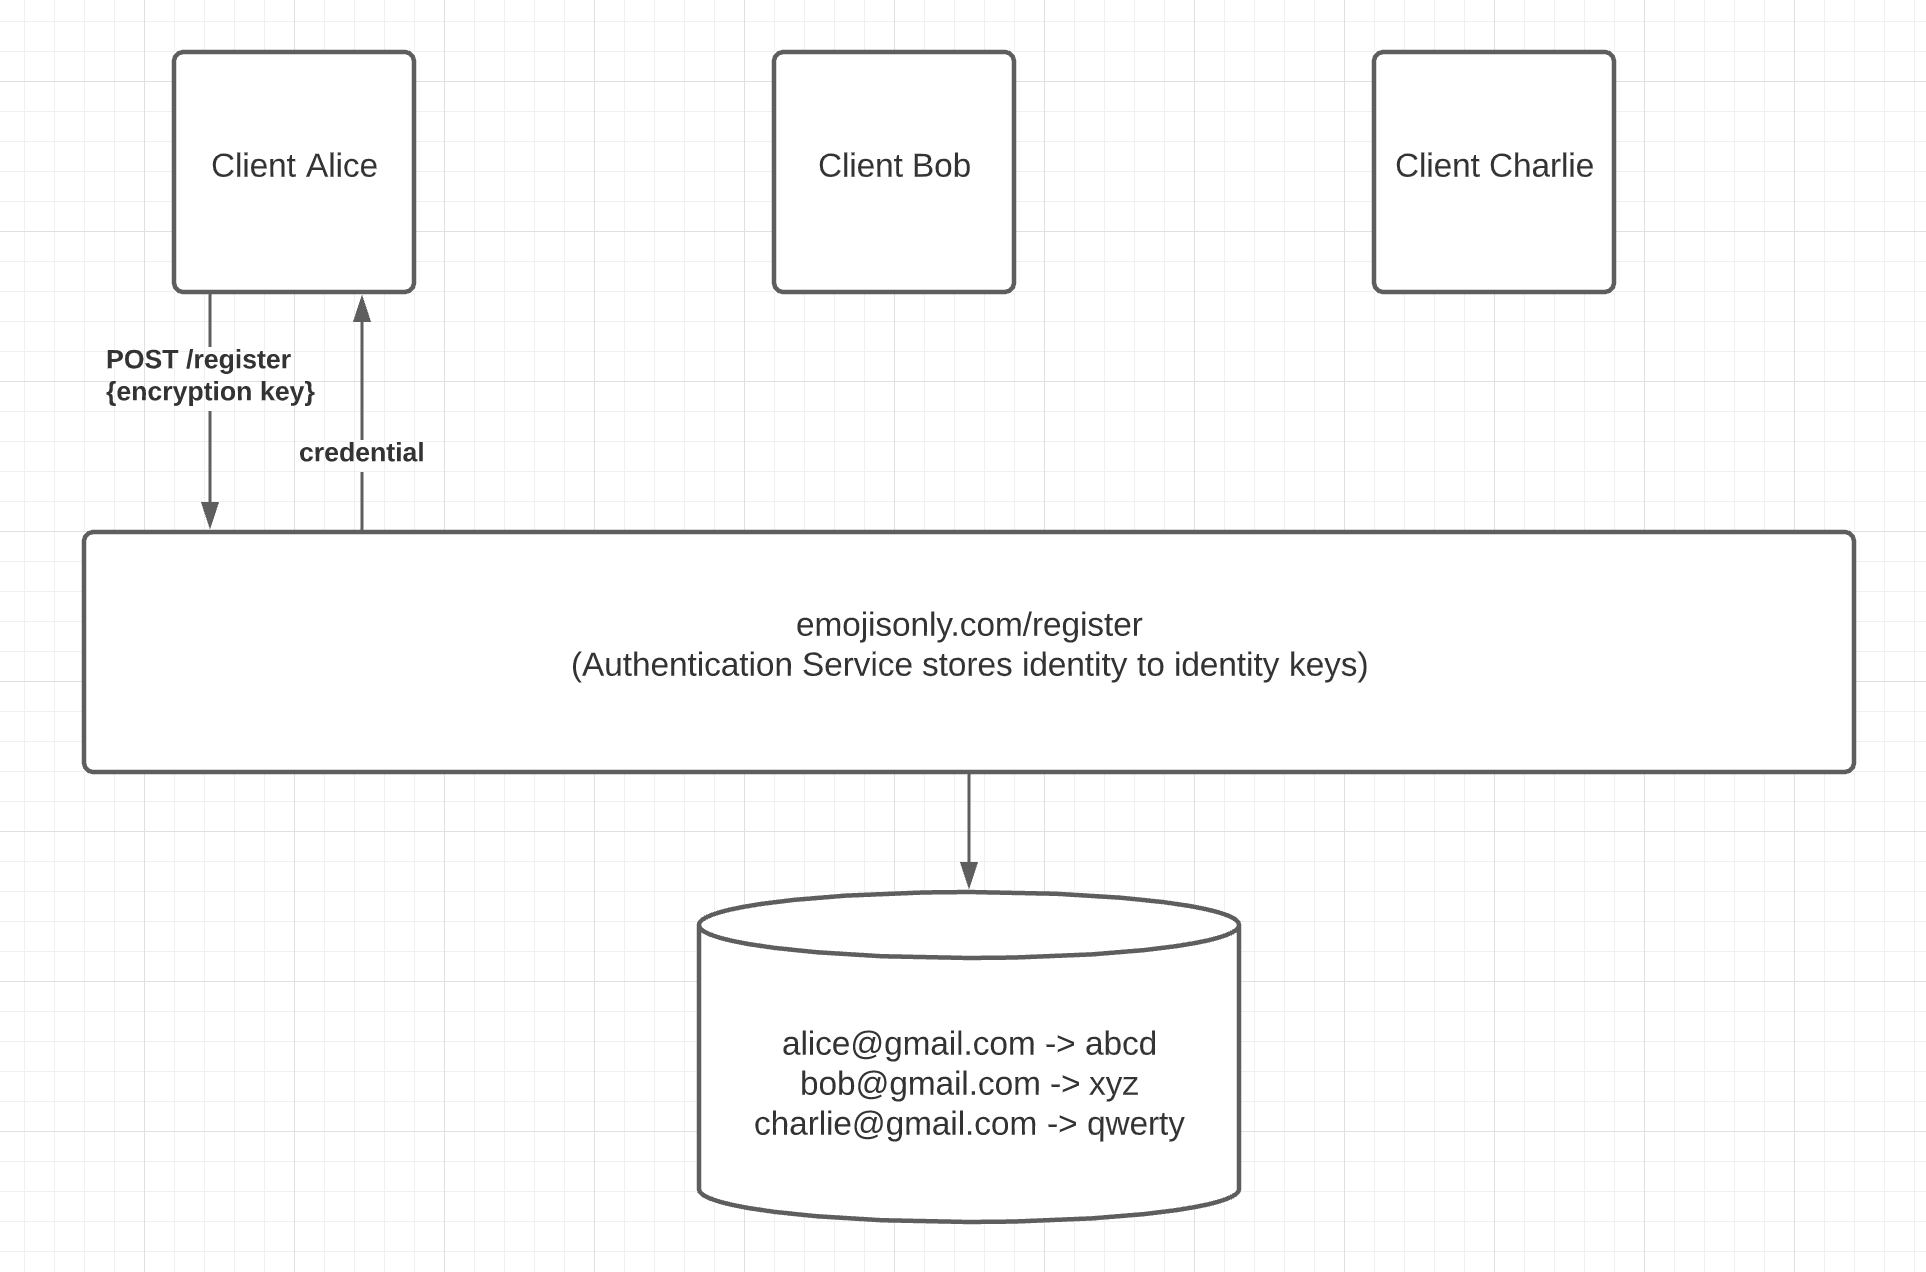 Client Alice
Client Bob
Client Charlie
POST /register
{encryption key}
credential
emojisonly.com/register
(Authentication Service stores identity to identity keys)
alice@gmail.com -> abcd
bob@gmail.com -> xyz
charlie@gmail.com -> qwerty